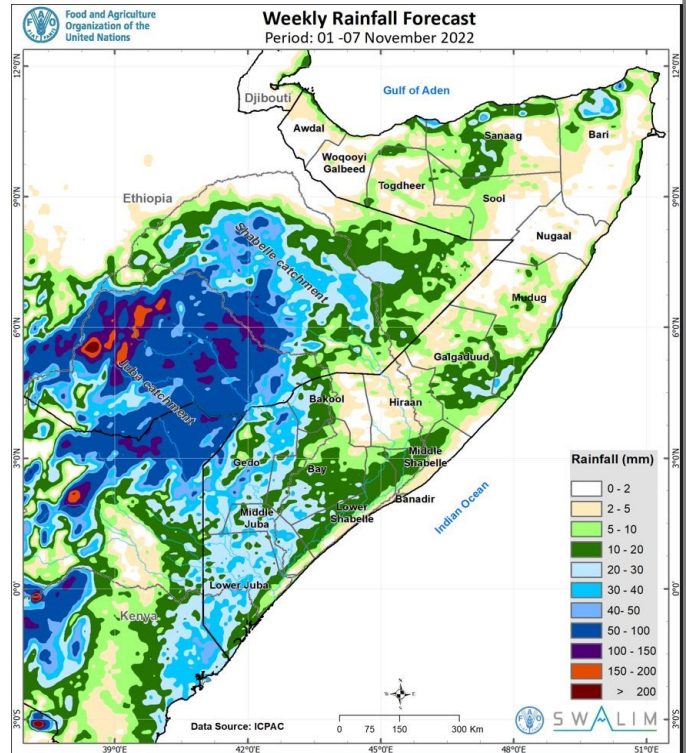 Food and Agriculture
Organization of the
United Nations
Weekly Rainfall Forecast
Period: 01 -07 November 2022
FAO
FIAT PANIS
12°0'N
Djibouti
Gulf of Aden
Awdal
Sanaag
Bari
Woqooyi
Galbeed
Togdheer
Ethiopia
Sool
9°0'N
Nugaal
Shabelle catchment
Mudug
6°0'N
Galgaduud
Juba catchment
Bakool
Hiraan
3°0'N
Gedo
Bay
Middle
Shabelle
Banadir
Middle
Juba
Lower
Shabelle
Indian Ocean
0°0'
Lower Juba
Kenya
3°0'S
Rainfall (mm)
0 - 2
2 - 5
5 - 10
10 - 20
20 - 30
30 - 40
40- 50
50 - 100
100 - 150
150 - 200
> 200
Data Source: ICPAC
0 75 150 300 Km
SWALIM
39°0'E 42°0'E 45°0'E 48°0'E 51°0'E